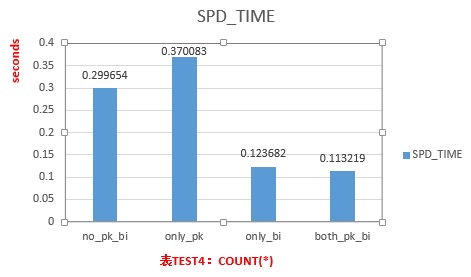 SPD_TIME
seconds
0.4
0.35
0.3
0.25
0.2
0.15
0.1
0.05
0
0.299654
0.370083
0.123682
0.113219
no_pk_bi
only_pk
only_bi
both_pk_bi
SPD_TIME
表TEST4：COUNT(*)